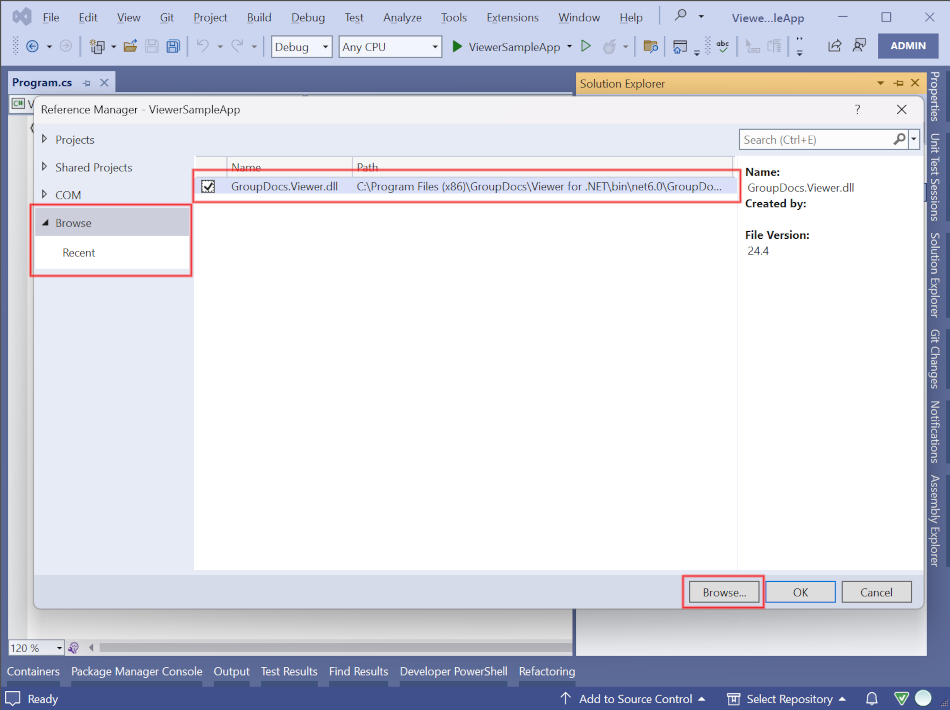 File Edit View Git Project Build Debug Test Analyze Tools Extensions Window Help Viewe...leApp
Debug Any CPU ViewerSampleApp abc ADMIN
Program.cs
Solution Explorer
C#
Reference Manager - ViewerSampleApp ?
Projects
Shared Projects
COM
Browse
Recent
Search (Ctrl+E)
Name Path
GroupDocs.Viewer.dll C:\Program Files (x86)\GroupDocs\Viewer for .NET\bin\net6.0\GroupDo...
Name:
GroupDocs.Viewer.dll
Created by:
File Version:
24.4
Browse... OK Cancel
Properties
Unit Test Sessions
Solution Explorer
Git Changes
Notifications
Assembly Explorer
120 %
Containers Package Manager Console Output Test Results Find Results Developer PowerShell Refactoring
Ready Add to Source Control Select Repository